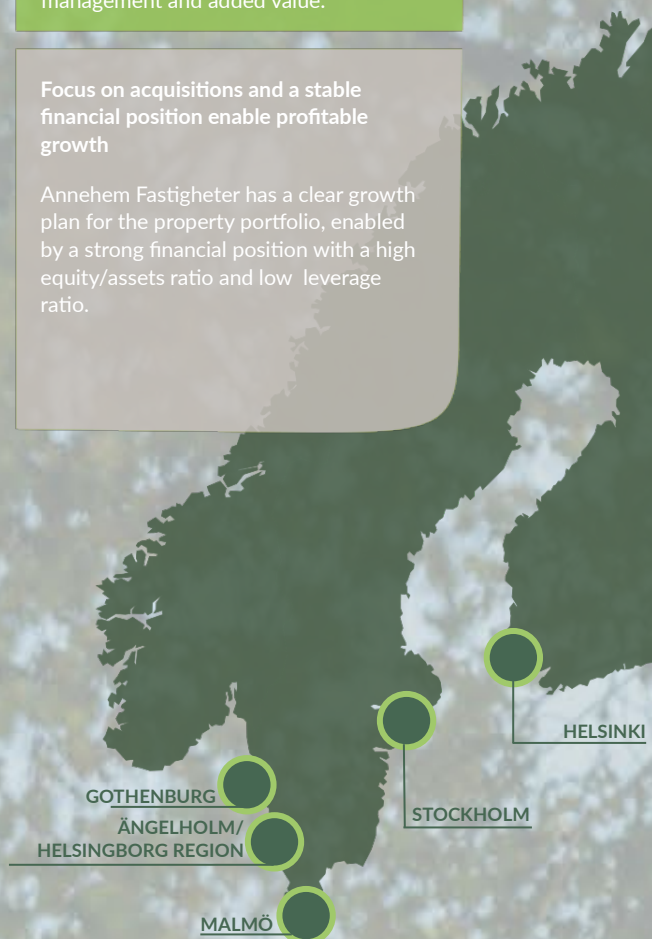 management and added value.
Focus on acquisitions and a stable
financial position enable profitable
growth
Annehem Fastigheter has a clear growth
plan for the property portfolio, enabled
by a strong financial position with a high
equity/assets ratio and low  leverage
ratio.
HELSINKI
GOTHENBURG
STOCKHOLM
ÄNGELHOLM/
HELSINGBORG REGION
MALMÖ